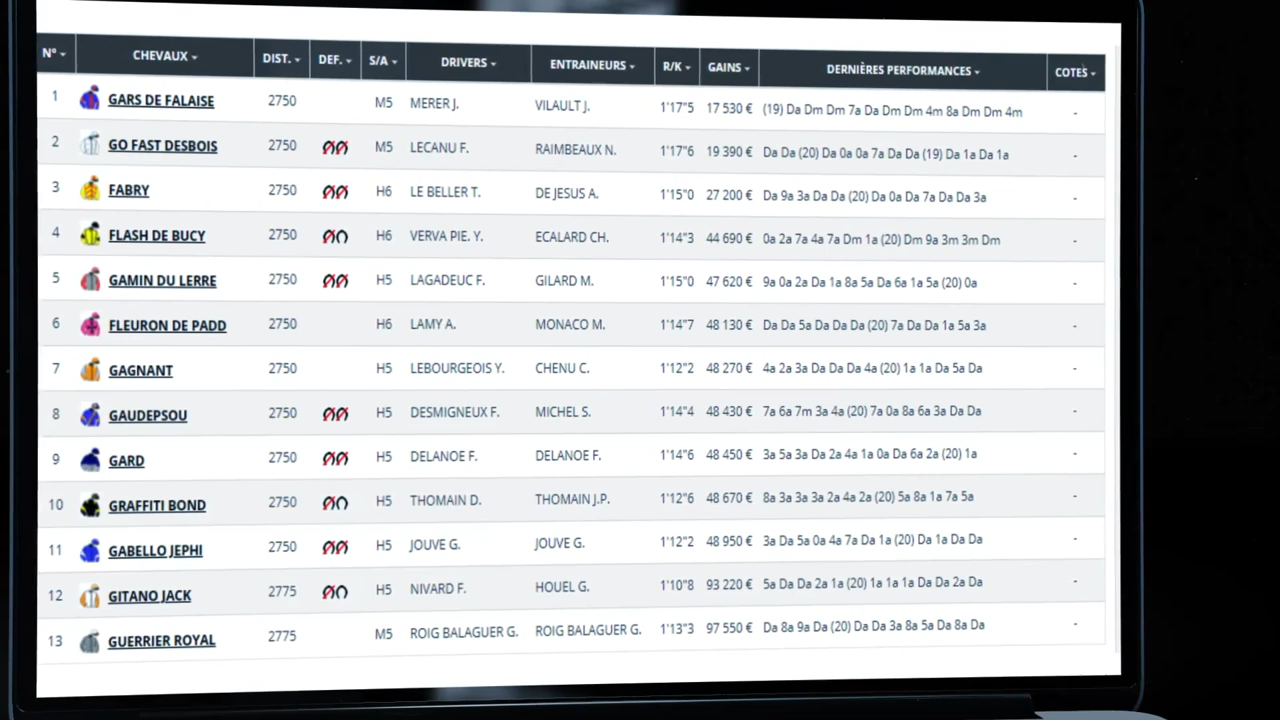 N° CHEVAUX DIST. DEF. S/A DRIVERS ENTRAINEURS R/K GAINS DERNIÈRES PERFORMANCES COTES
1 GARS DE FALAISE 2750 M5 MERER J. VILAULT J. 1'17"5 17 530 € (19) Da Dm Dm 7a Da Dm Dm 4m 8a Dm Dm 4m -
2 GO FAST DESBOIS 2750 M5 LECANU F. RAIMBEAUX N. 1'17"6 19 390 € Da Da (20) Da 0a 0a 7a Da Da (19) Da 1a Da 1a -
3 FABRY 2750 H6 LE BELLER T. DE JESUS A. 1'15"0 27 200 € Da 9a 3a Da Da (20) Da 0a Da 7a Da Da 3a -
4 FLASH DE BUCY 2750 H6 VERVA PIE. Y. ECALARD CH. 1'14"3 44 690 € 0a 2a 7a 4a 7a Dm 1a (20) Dm 9a 3m 3m Dm -
5 GAMIN DU LERRE 2750 H5 LAGADEUC F. GILARD M. 1'15"0 47 620 € 9a 0a 2a Da 1a 8a 5a Da 6a 1a 5a (20) 0a -
6 FLEURON DE PADD 2750 H6 LAMY A. MONACO M. 1'14"7 48 130 € Da Da 5a Da Da Da (20) 7a Da Da 1a 5a 3a -
7 GAGNANT 2750 H5 LEBOURGEOIS Y. CHENU C. 1'12"2 48 270 € 4a 2a 3a Da Da Da 4a (20) 1a 1a Da 5a Da -
8 GAUDEPSOU 2750 H5 DESMIGNEUX F. MICHEL S. 1'14"4 48 430 € 7a 6a 7m 3a 4a (20) 7a 0a 8a 6a 3a Da Da -
9 GARD 2750 H5 DELANOE F. DELANOE F. 1'14"6 48 450 € 3a 5a 3a Da 2a 4a 1a 0a Da 6a 2a (20) 1a -
10 GRAFFITI BOND 2750 H5 THOMAIN D. THOMAIN J.P. 1'12"6 48 670 € 8a 3a 3a 3a 2a 4a 2a (20) 5a 8a 1a 7a 5a -
11 GABELLO JEPHI 2750 H5 JOUVE G. JOUVE G. 1'12"2 48 950 € 3a Da 5a 0a 4a 7a Da 1a (20) Da 1a Da Da -
12 GITANO JACK 2775 H5 NIVARD F. HOUEL G. 1'10"8 93 220 € 5a Da Da 2a 1a (20) 1a 1a 1a Da Da 2a Da -
13 GUERRIER ROYAL 2775 M5 ROIG BALAGUER G. ROIG BALAGUER G. 1'13"3 97 550 € Da 8a 9a Da (20) Da Da 3a 8a 5a Da 8a Da -